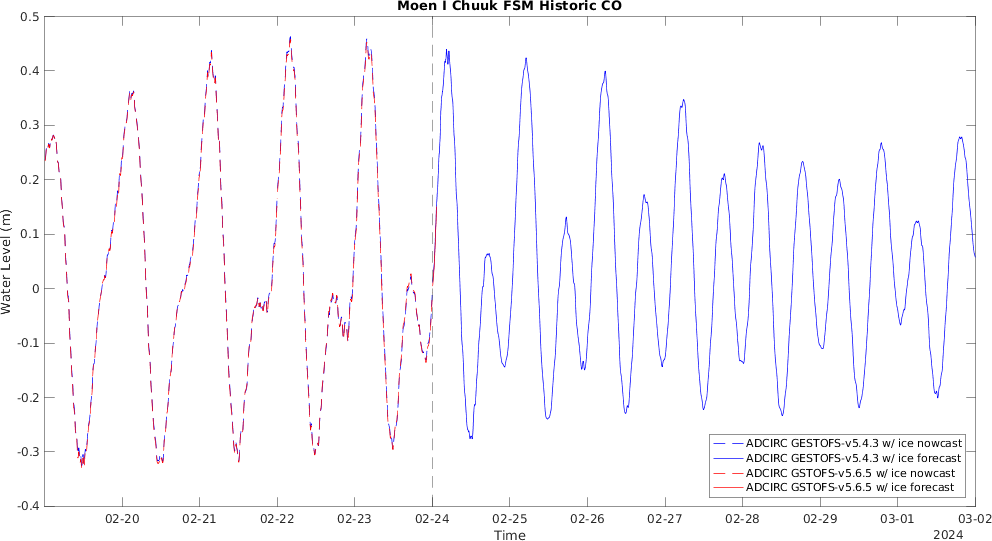 Moen I Chuuk FSM Historic CO
0.5
0.4
0.3
0.2
0.1
0
-0.1
-0.2
-0.3
-0.4
Water Level (m)
02-20 02-21 02-22 02-23 02-24 02-25 02-26 02-27 02-28 02-29 03-01 03-02
Time
2024
ADCIRC GESTOFS-v5.4.3 w/ ice nowcast
ADCIRC GESTOFS-v5.4.3 w/ ice forecast
ADCIRC GSTOFS-v5.6.5 w/ ice nowcast
ADCIRC GSTOFS-v5.6.5 w/ ice forecast